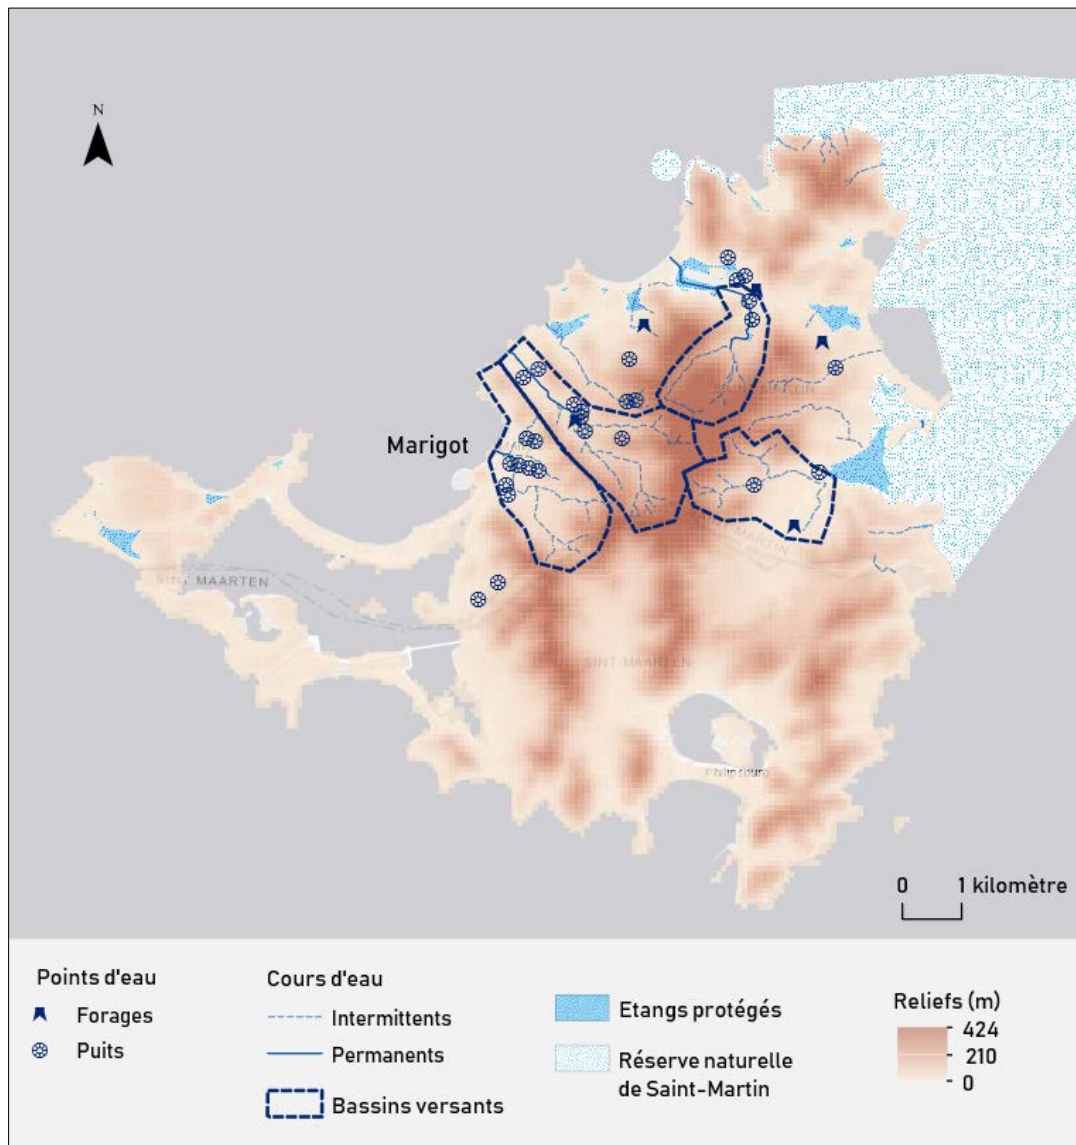 N
SAINT-MARTIN
Marigot
MARTIN
SINT MAARTEN
SINT MAARTEN
Philipsburg
0 1 kilomètre
Points d'eau
Forages
Puits
Cours d'eau
Intermittents
Permanents
Bassins versants
Etangs protégés
Réserve naturelle
de Saint-Martin
Reliefs (m)
424
210
0